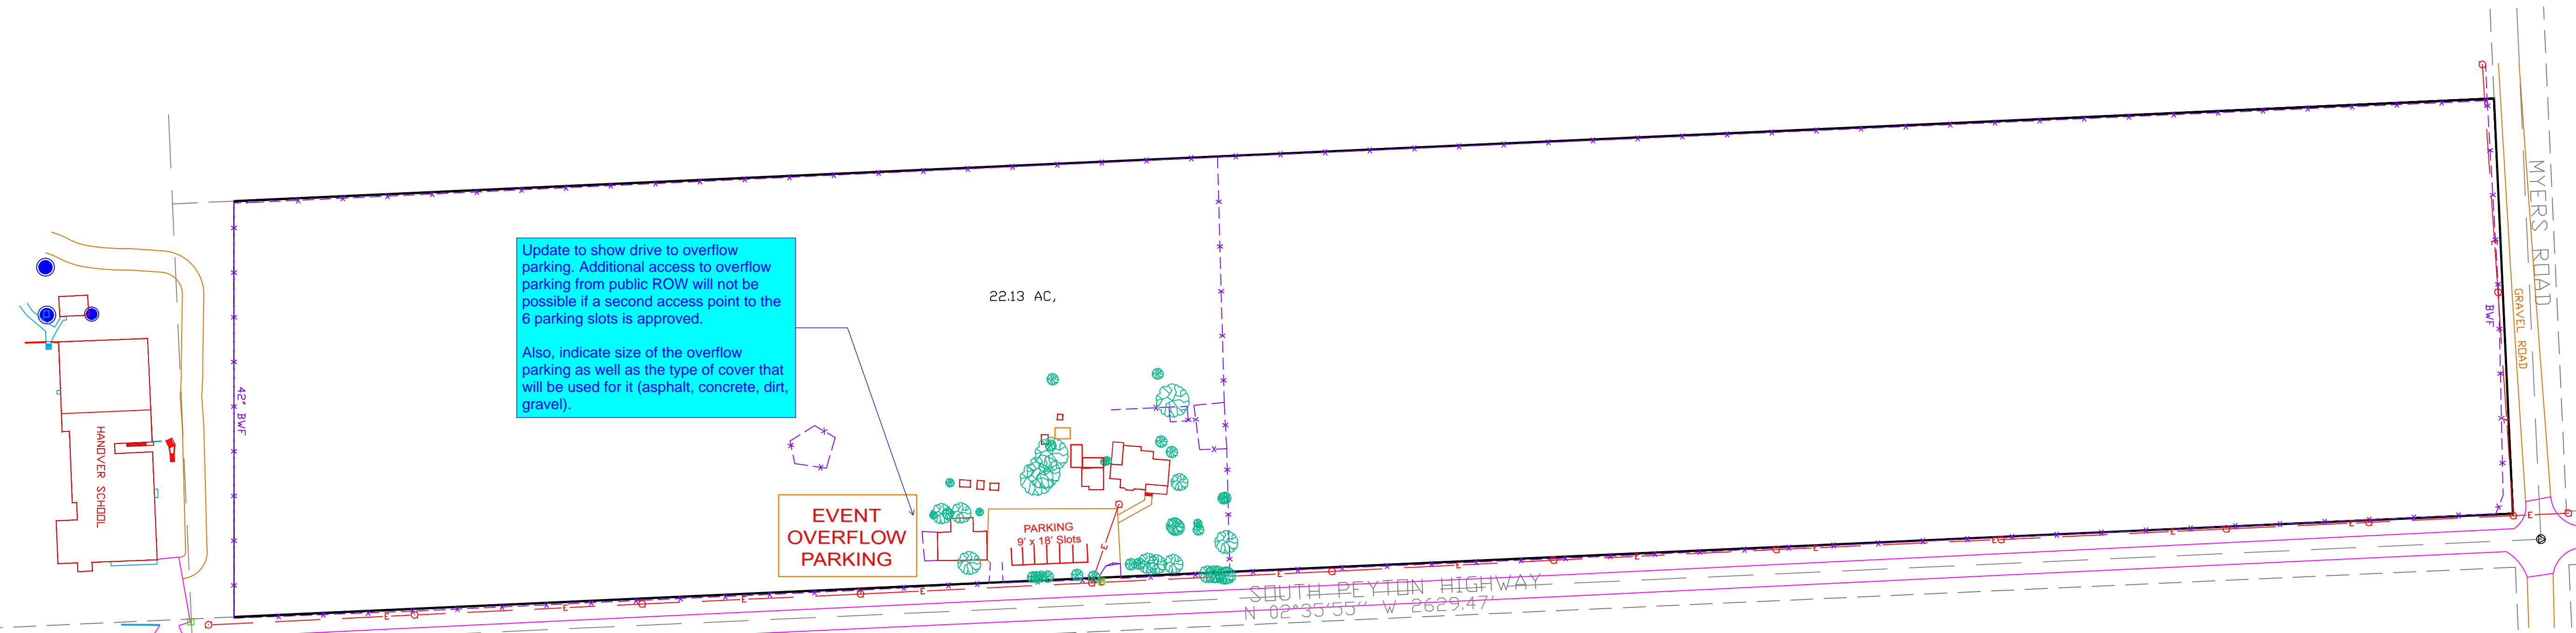 Update to show drive to overflow
parking. Additional access to overflow
parking from public ROW will not be
possible if a second access point to the
6 parking slots is approved.
Also, indicate size of the overflow
parking as well as the type of cover that
will be used for it (asphalt, concrete, dirt,
gravel).
22.13 AC,
42" BWF
HANOVER SCHOOL
EVENT
OVERFLOW
PARKING
PARKING
9' x 18' Slots
SOUTH PEYTON HIGHWAY
N 02°35'55" W 2629.47'
BWF
GRAVEL ROAD
MYERS ROAD
E
E
E
E
E
E
E
E
E
E
E
E
E
E